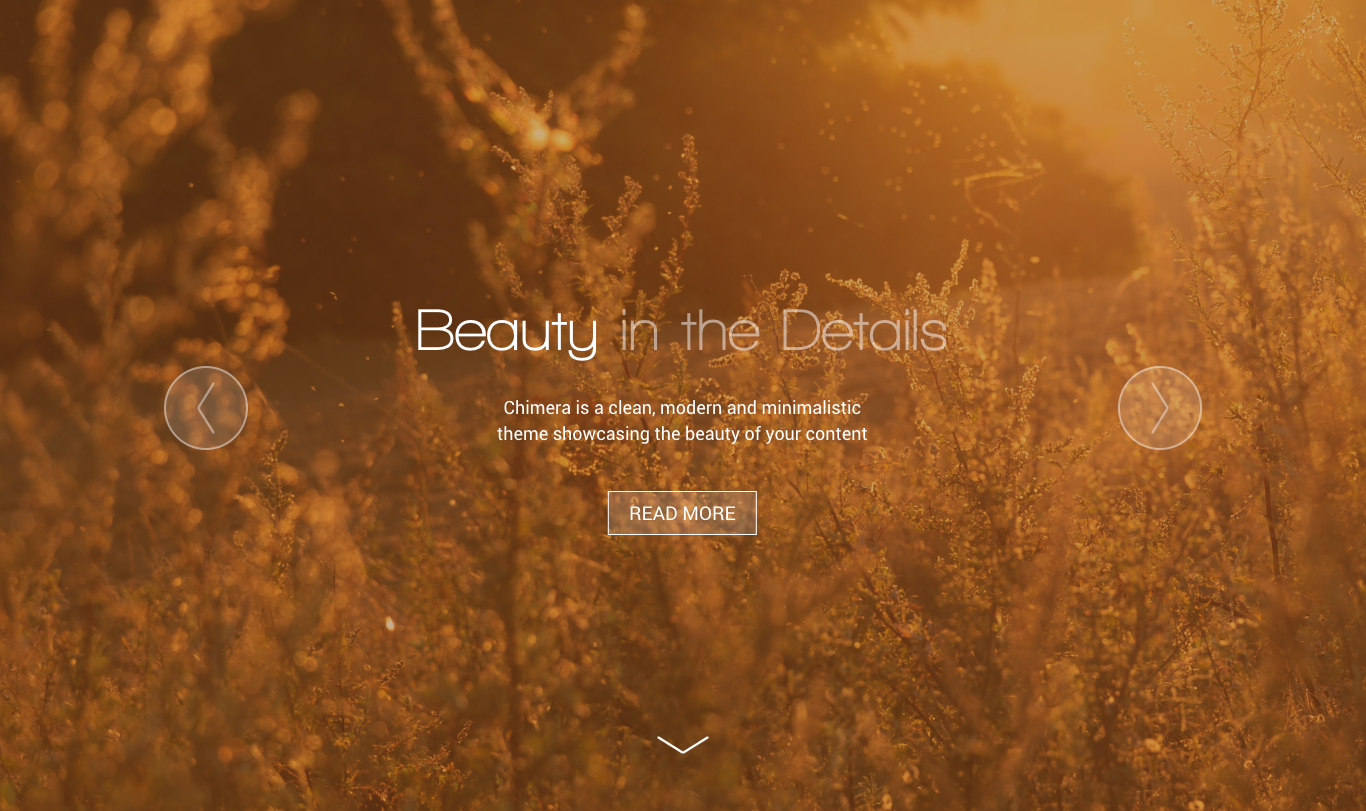 Beauty in the Details
Chimera is a clean, modern and minimalistic
theme showcasing the beauty of your content
READ MORE